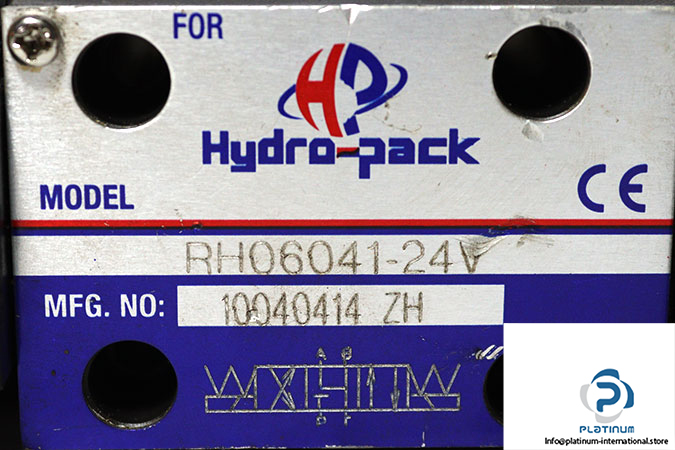 FOR
HP
Hydro-pack
MODEL
CE
RH06041-24V
MFG. NO: 10040414 ZH
PLATINUM
Info@platinum-international.store